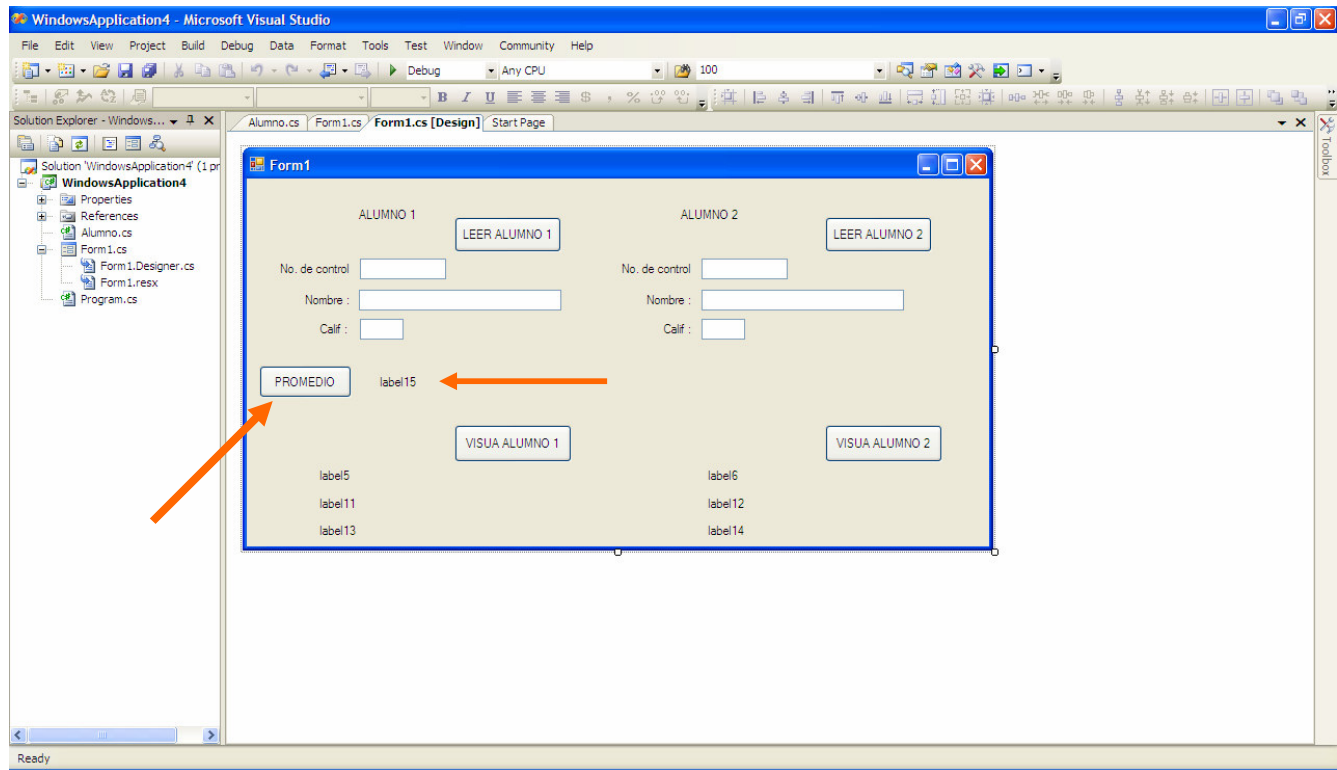 WindowsApplication4 - Microsoft Visual Studio
File Edit View Project Build Debug Data Format Tools Test Window Community Help
Debug Any CPU 100
B I U
Solution Explorer - Windows...
Alumno.cs Form1.cs Form1.cs [Design] Start Page
Toolbox
Solution 'WindowsApplication4' (1 pr
WindowsApplication4
Properties
References
Alumno.cs
Form1.cs
Form1.Designer.cs
Form1.resx
Program.cs
Form1
ALUMNO 1 ALUMNO 2
LEER ALUMNO 1 LEER ALUMNO 2
No. de control No. de control
Nombre : Nombre :
Calif : Calif :
PROMEDIO label15
VISUA ALUMNO 1 VISUA ALUMNO 2
label5 label6
label11 label12
label13 label14
Ready